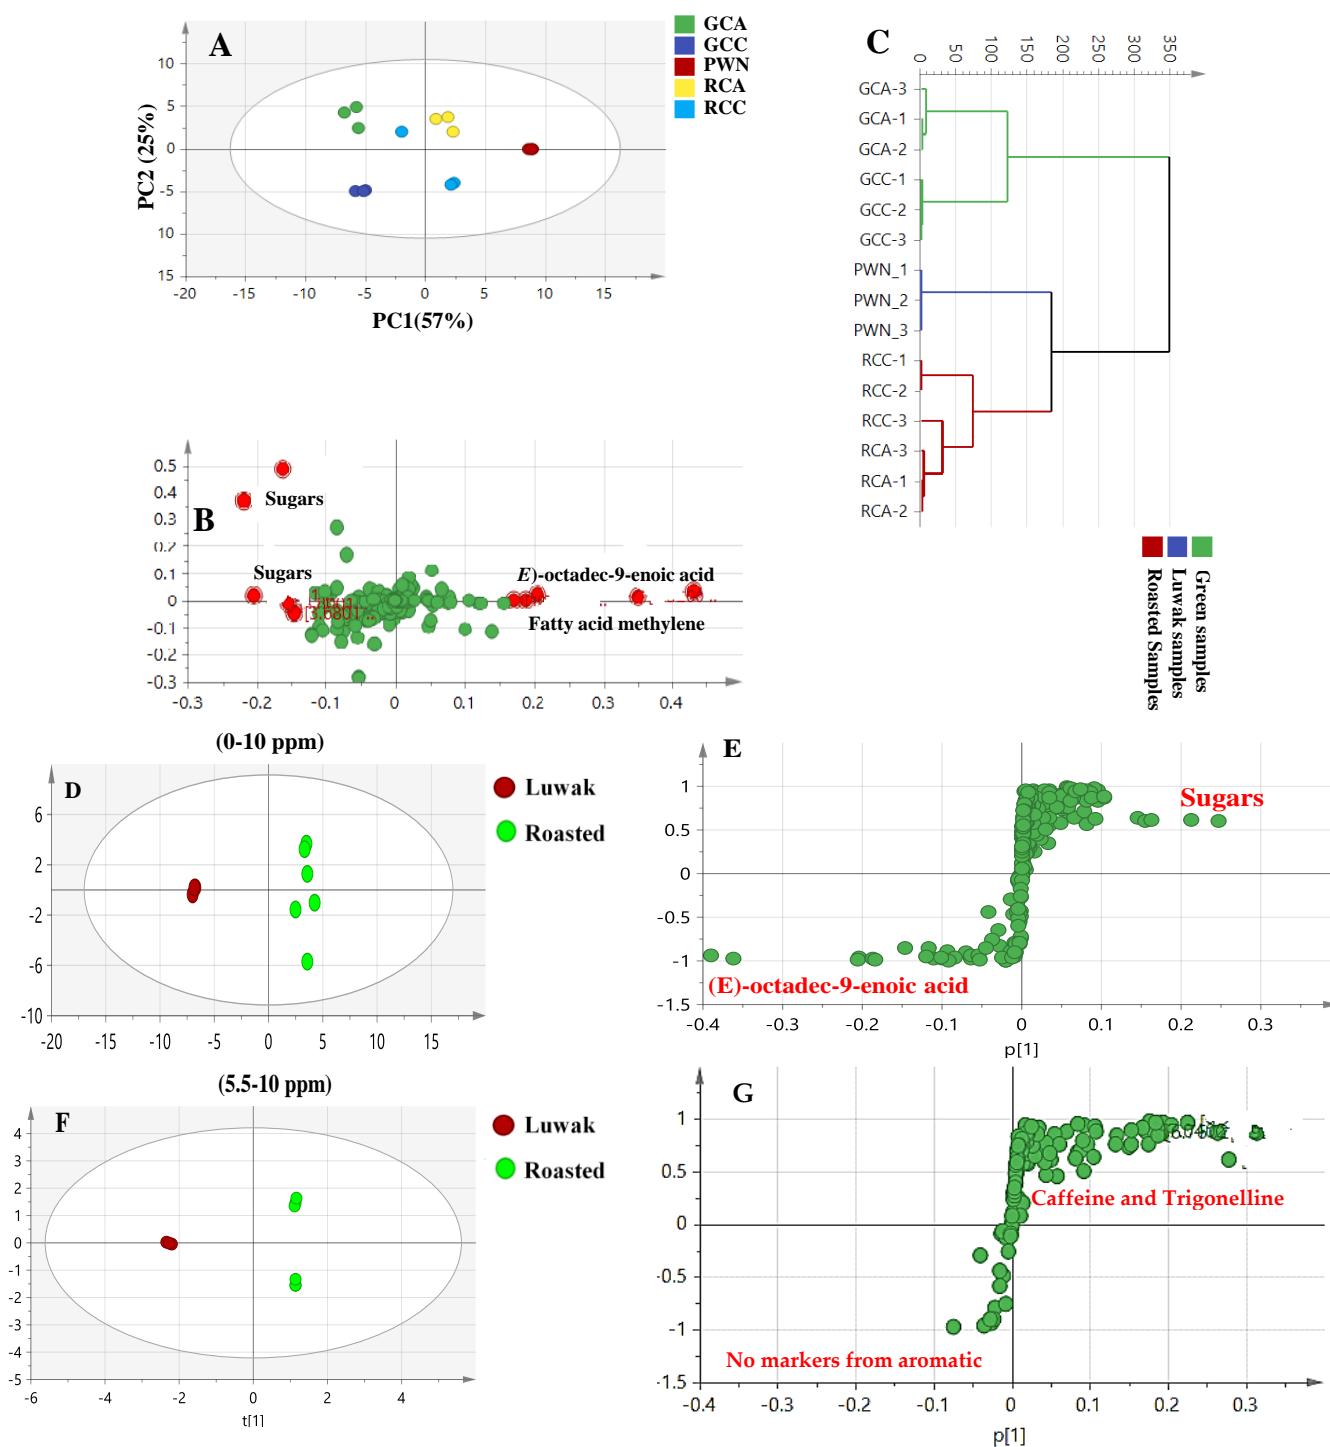 A
GCA
GCC
PWN
RCA
RCC
10
5
0
-5
10
15
PC2 (25%)
-20 -15 -10 -5 0 5 10 15
PC1(57%)
C
0 50 100 150 200 250 300 350
GCA-3
GCA-1
GCA-2
GCC-1
GCC-2
GCC-3
PWN_1
PWN_2
PWN_3
RCC-1
RCC-2
RCC-3
RCA-3
RCA-1
RCA-2
Roasted Samples
Luwak samples
Green samples
B
0.5
0.4
0.3
0.2
0.1
0
-0.1
-0.2
-0.3
Sugars
Sugars
E)-octadec-9-enoic acid
Fatty acid methylene
-0.3 -0.2 -0.1 0 0.1 0.2 0.3 0.4
(0-10 ppm)
D
Luwak
Roasted
6
2
-2
-6
-10
-20 -15 -10 -5 0 5 10 15
E
1
0.5
0
-0.5
-1
-1.5
Sugars
(E)-octadec-9-enoic acid
-0.4 -0.3 -0.2 -0.1 0 0.1 0.2 0.3
p[1]
(5.5-10 ppm)
F
Luwak
Roasted
4
3
2
1
0
-1
-2
-3
-4
-5
-6 -4 -2 0 2 4
t[1]
G
1
0.5
0
-0.5
-1
-1.5
Caffeine and Trigonelline
No markers from aromatic
-0.4 -0.3 -0.2 -0.1 0 0.1 0.2 0.3
p[1]